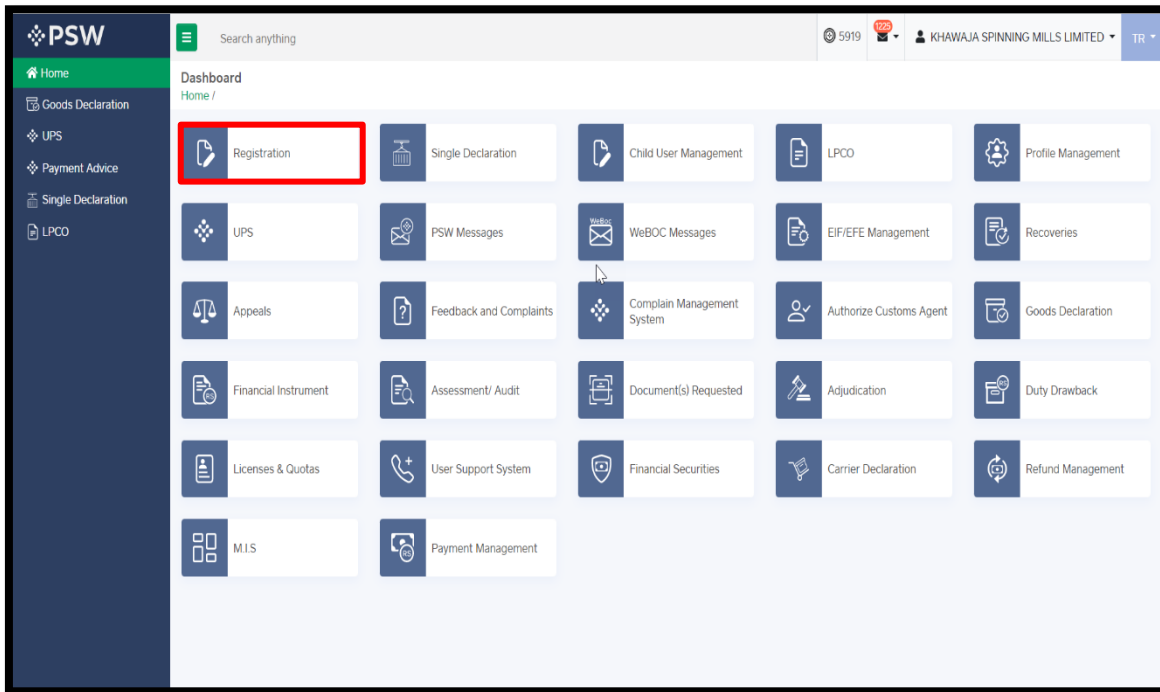 PSW
Search anything
5919
1225
KHAWAJA SPINNING MILLS LIMITED
TR
Home
Goods Declaration
UPS
Payment Advice
Single Declaration
LPCO
Dashboard
Home /
Registration
Single Declaration
Child User Management
LPCO
Profile Management
UPS
PSW Messages
WeBOC
WeBOC Messages
EIF/EFE Management
Recoveries
Appeals
Feedback and Complaints
Complain Management
System
Authorize Customs Agent
Goods Declaration
RS
Financial Instrument
Assessment/ Audit
Document(s) Requested
Adjudication
RS
Duty Drawback
Licenses & Quotas
User Support System
Financial Securities
Carrier Declaration
Refund Management
M.I.S
RS
Payment Management